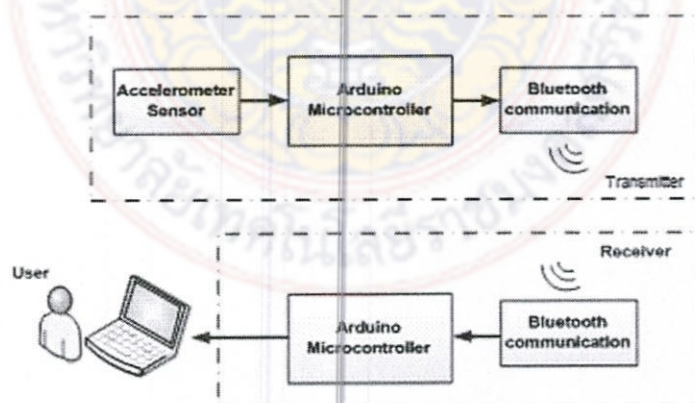 Accelerometer
Sensor
Arduino
Microcontroller
Bluetooth
communication
Transmitter
Receiver
User
Arduino
Microcontroller
Bluetooth
communication